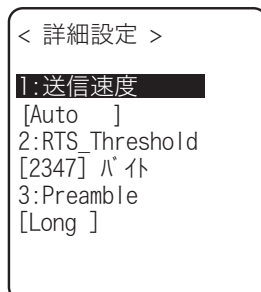 < 詳細設定 >
1:送信速度
[Auto   ]
2:RTS_Threshold
[2347] ﾊﾞｲﾄ
3:Preamble
[Long ]